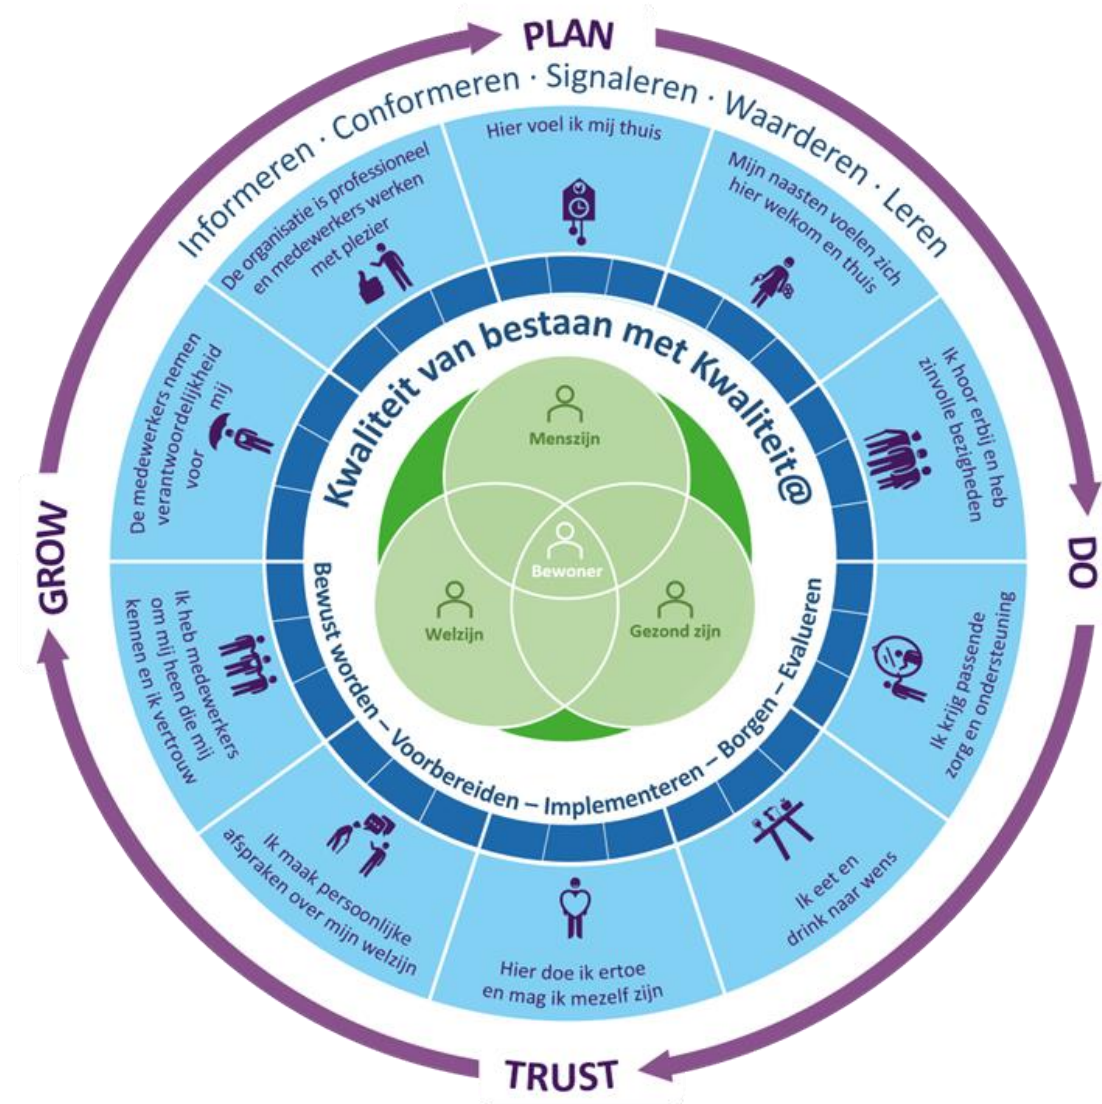 PLAN
DO
TRUST
GROW
Informeren · Conformeren · Signaleren · Waarderen · Leren
Hier voel ik mij thuis
Mijn naasten voelen zich
hier welkom en thuis
Ik hoor erbij en heb
zinvolle bezigheden
Ik krijg passende
zorg en ondersteuning
Ik eet en
drink naar wens
Hier doe ik ertoe
en mag ik mezelf zijn
Ik maak persoonlijke
afspraken over mijn welzijn
Ik heb medewerkers
om mij heen die mij
kennen en ik vertrouw
De medewerkers nemen
verantwoordelijkheid
voor mij
De organisatie is professioneel
en medewerkers werken
met plezier
Kwaliteit van bestaan met Kwaliteit@
Bewust worden – Voorbereiden – Implementeren – Borgen – Evalueren
Menszijn
Bewoner
Welzijn
Gezond zijn